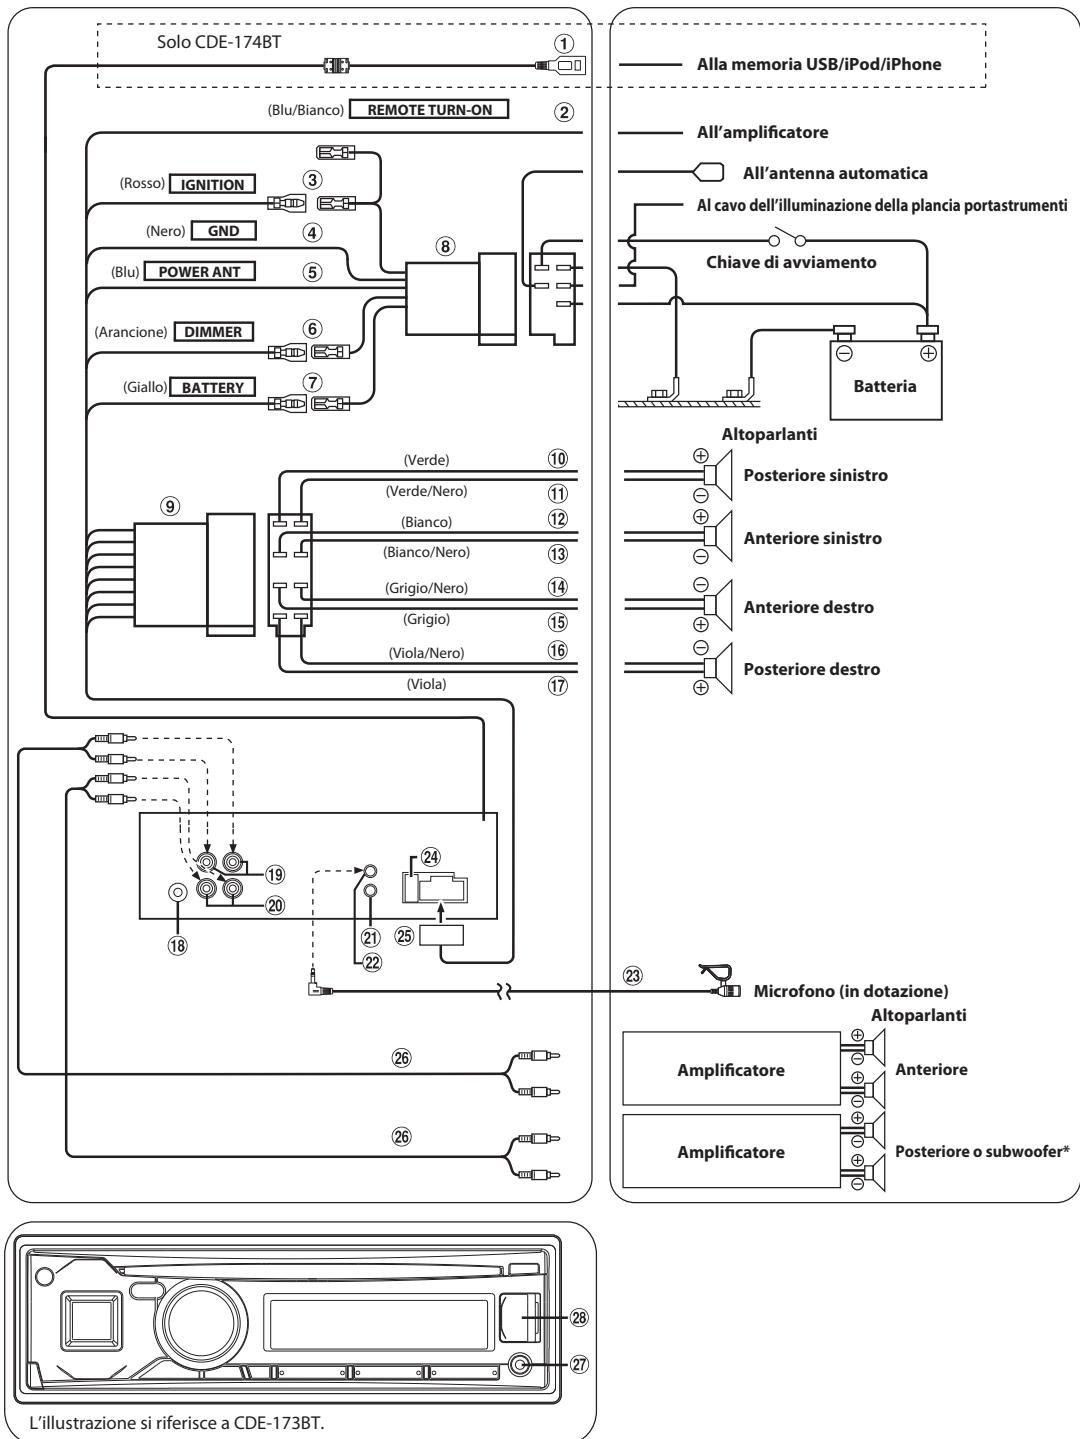 Solo CDE-174BT
①
Alla memoria USB/iPod/iPhone
(Blu/Bianco) REMOTE TURN-ON
②
All'amplificatore
All'antenna automatica
(Rosso) IGNITION
③
Al cavo dell'illuminazione della plancia portastrumenti
(Nero) GND
④
⑧
Chiave di avviamento
(Blu) POWER ANT
⑤
(Arancione) DIMMER
⑥
⊖ ⊕
Batteria
(Giallo) BATTERY
⑦
Altoparlanti
(Verde)
⑩
⊕
Posteriore sinistro
(Verde/Nero)
⑪
⊖
⑨
(Bianco)
⑫
⊕
Anteriore sinistro
(Bianco/Nero)
⑬
⊖
(Grigio/Nero)
⑭
⊖
Anteriore destro
(Grigio)
⑮
⊕
(Viola/Nero)
⑯
⊖
Posteriore destro
(Viola)
⑰
⊕
⑲
⑳
⑱
㉔
㉑
㉕
㉒
㉓
Microfono (in dotazione)
Altoparlanti
㉖
Amplificatore
⊕
⊖
Anteriore
⊕
⊖
㉖
Amplificatore
⊕
⊖
Posteriore o subwoofer*
⊕
⊖
㉘
㉗
L'illustrazione si riferisce a CDE-173BT.